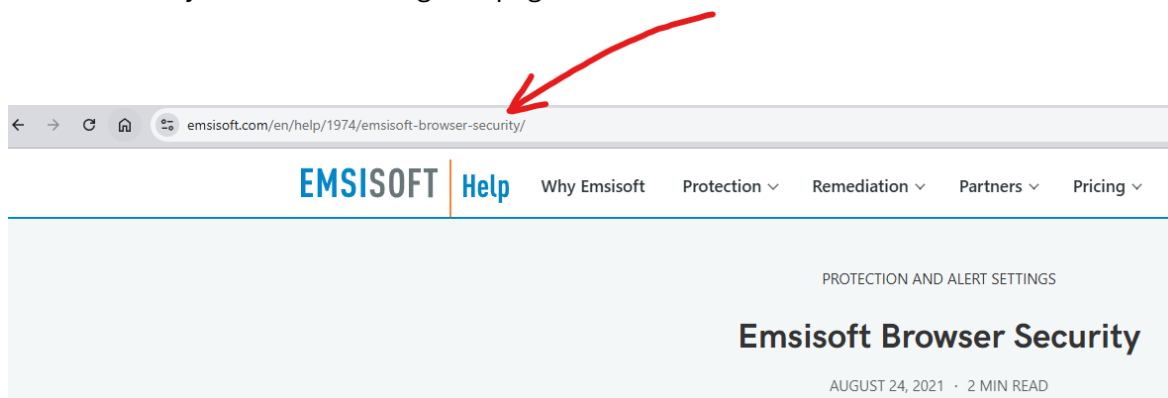 emsisoft.com/en/help/1974/emsisoft-browser-security/
EMSISOFT Help Why Emsisoft Protection Remediation Partners Pricing
PROTECTION AND ALERT SETTINGS
Emsisoft Browser Security
AUGUST 24, 2021 · 2 MIN READ